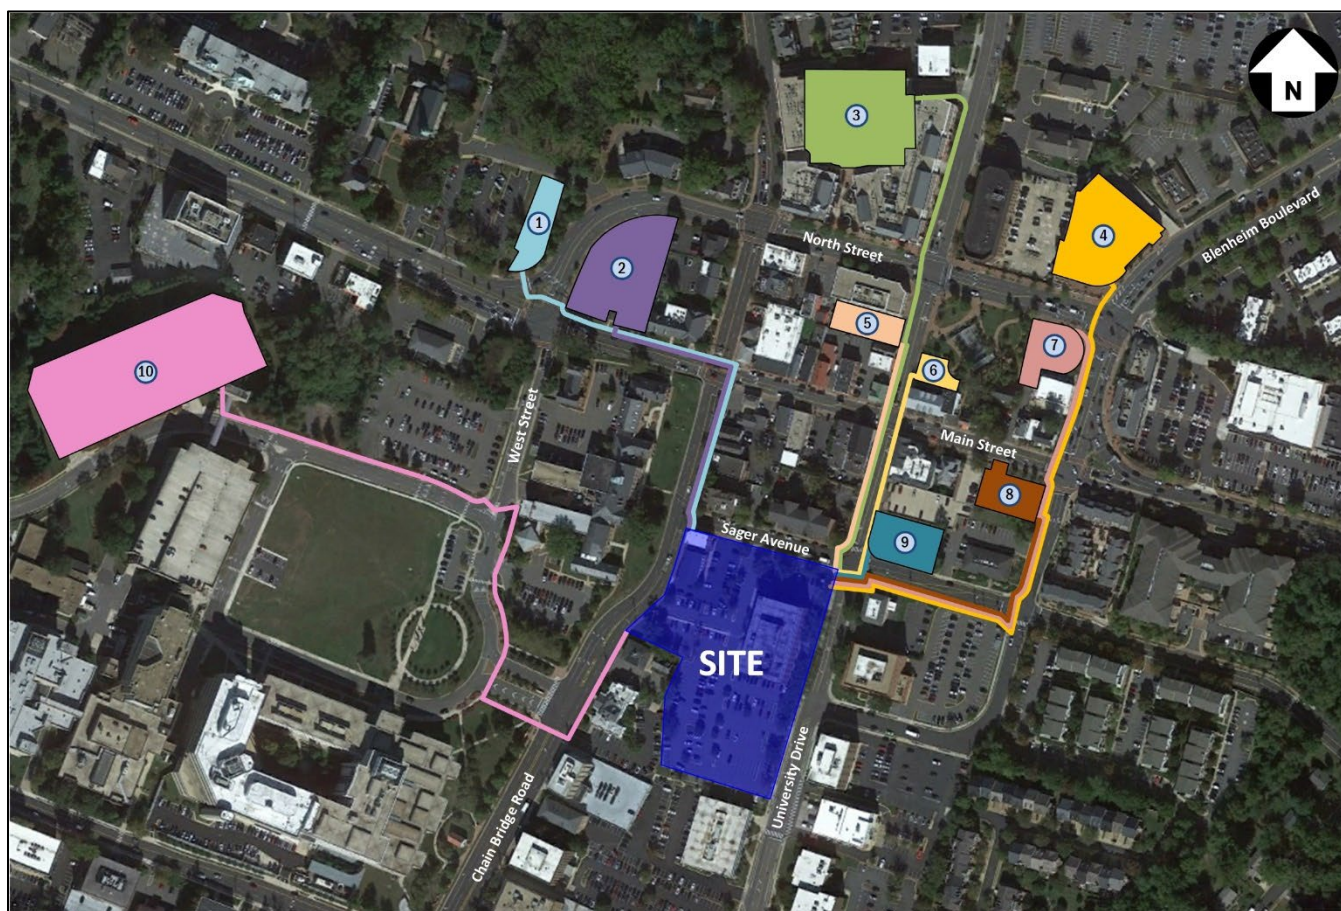 N
3
1
Blenheim Boulevard
North Street
4
2
5
7
6
10
West Street
Main Street
8
Sager Avenue
9
SITE
University Drive
Chain Bridge Road